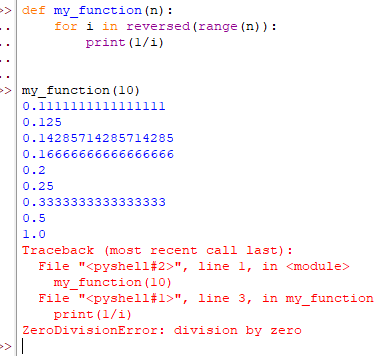 >> def my_function(n):
..     for i in reversed(range(n)):
..         print(1/i)
..
..
>> my_function(10)
0.1111111111111111
0.125
0.14285714285714285
0.16666666666666666
0.2
0.25
0.3333333333333333
0.5
1.0
Traceback (most recent call last):
  File "<pyshell#2>", line 1, in <module>
    my_function(10)
  File "<pyshell#1>", line 3, in my_function
    print(1/i)
ZeroDivisionError: division by zero
>>